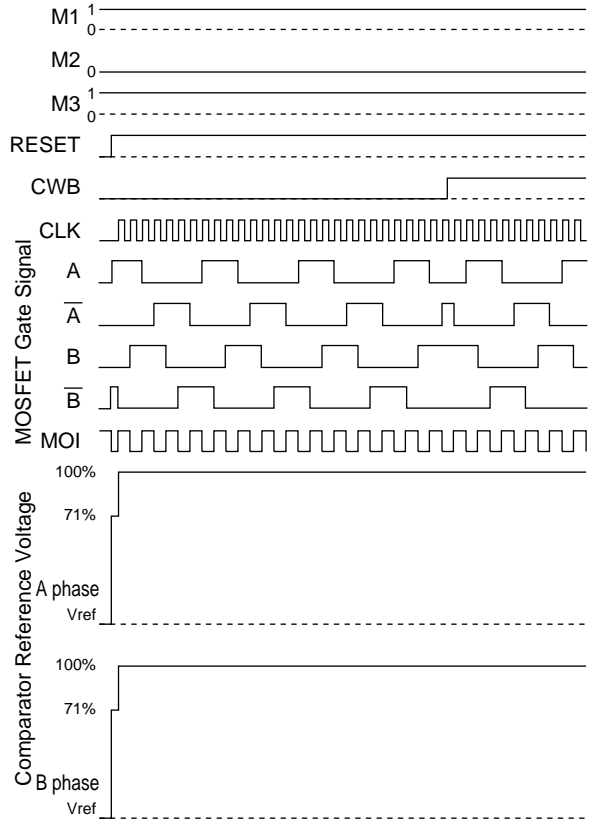 M1 1
0
M2
0
M3 1
0
RESET
CWB
CLK
MOSFET Gate Signal
A
A̅
B
B̅
MOI
Comparator Reference Voltage
100%
71%
A phase
Vref
100%
71%
B phase
Vref